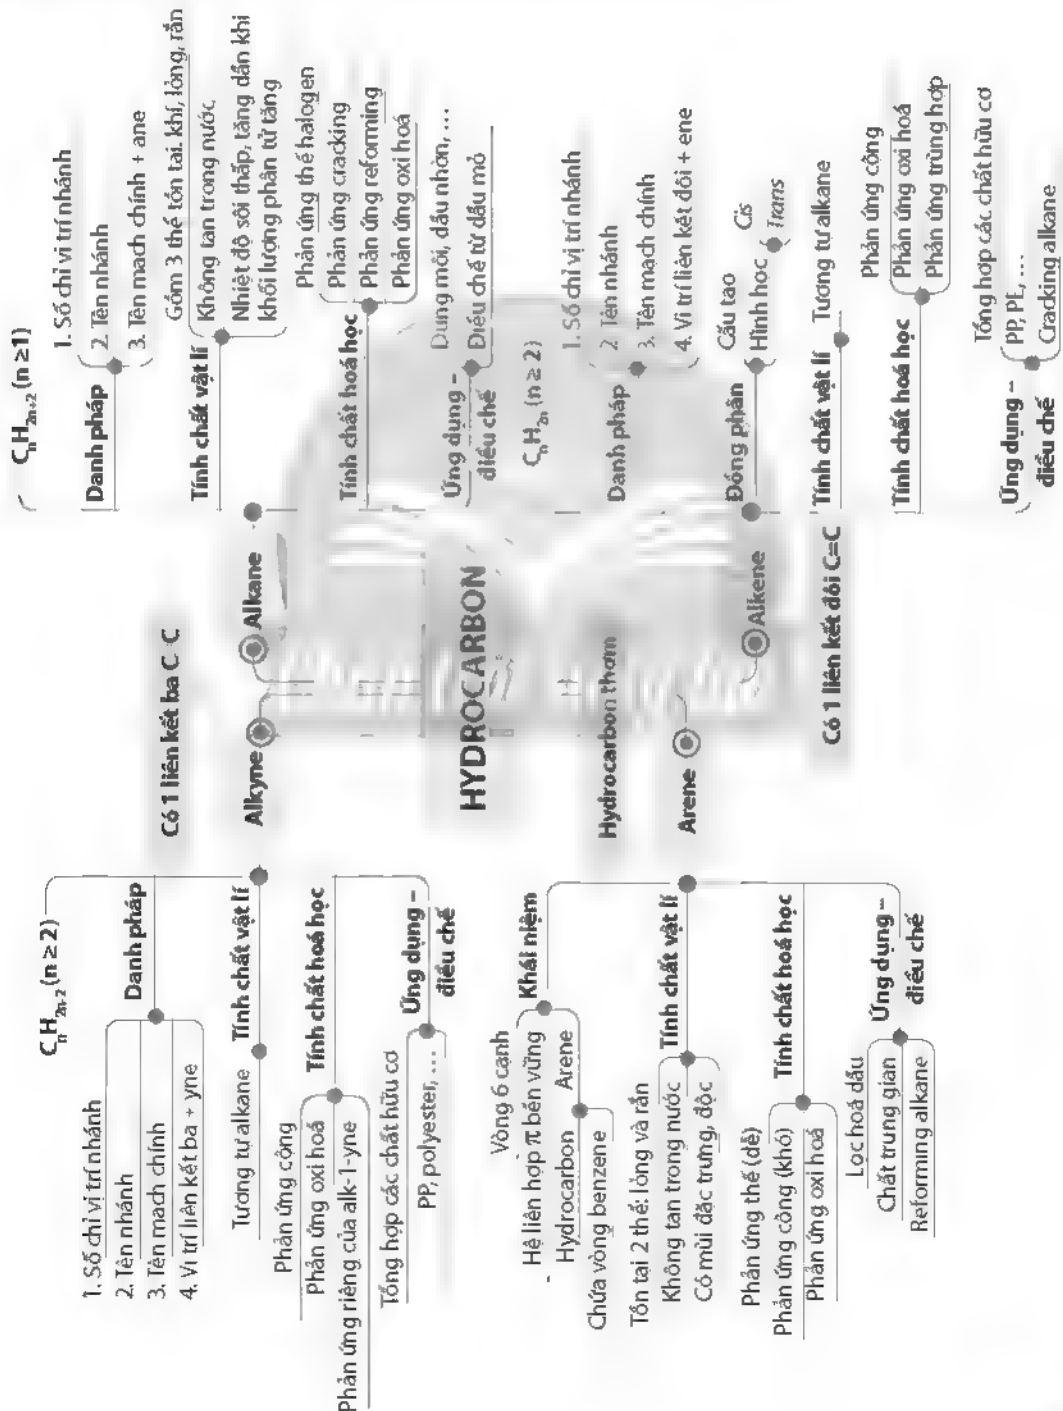 HYDROCARBON
Alkane
CₙH₂ₙ₊₂ (n ≥1)
Danh pháp
1. Số chỉ vị trí nhánh
2 Tên nhánh
3. Tên mạch chính + ane
Tính chất vật lí
Gồm 3 thể tồn tai. khí, lỏng, rắn
Không tan trong nước
Nhiệt độ sôi thấp, tăng dần khi
khối lượng phân tử tăng
Tính chất hoá học
Phản ứng thế halogen
Phản ứng cracking
Phản ứng reforming
Phản ứng oxi hoá
Ứng dụng –
điều chế
Dung môi, dầu nhờn, ...
Điều chế từ dầu mỏ
Alkene
Có 1 liên kết đôi C=C
CₙH₂ₙ (n ≥ 2)
Danh pháp
1. Số chỉ vị trí nhánh
2 Tên nhánh
3. Tên mạch chính
4. Vị trí liên kết đôi + ene
Đồng phân
Cấu tạo
Hình học
Cis
Trans
Tính chất vật lí
Tương tự alkane
Tính chất hoá học
Phản ứng cộng
Phản ứng oxi hoá
Phản ứng trùng hợp
Ứng dụng –
điều chế
Tổng hợp các chất hữu cơ
PP, PE, ...
Cracking alkane
Alkyne
Có 1 liên kết ba C C
CₙH₂ₙ₋₂ (n ≥ 2)
Danh pháp
1. Số chỉ vị trí nhánh
2. Tên nhánh
3. Tên mạch chính
4. Vị trí liên kết ba + yne
Tính chất vật lí
Tương tự alkane
Tính chất hoá học
Phản ứng cộng
Phản ứng oxi hoá
Phản ứng riêng của alk-1-yne
Ứng dụng –
điều chế
Tổng hợp các chất hữu cơ
PP, polyester, ...
Arene
Hydrocarbon thơm
Khái niệm
Vòng 6 cạnh
Hệ liên hợp π bền vững
Arene
Hydrocarbon
Chứa vòng benzene
Tính chất vật lí
Tồn tại 2 thể: lỏng và rắn
Không tan trong nước
Có mùi đặc trưng, độc
Tính chất hoá học
Phản ứng thế (dễ)
Phản ứng cộng (khó)
Phản ứng oxi hoá
Ứng dụng –
điều chế
Lọc hoá dầu
Chất trung gian
Reforming alkane